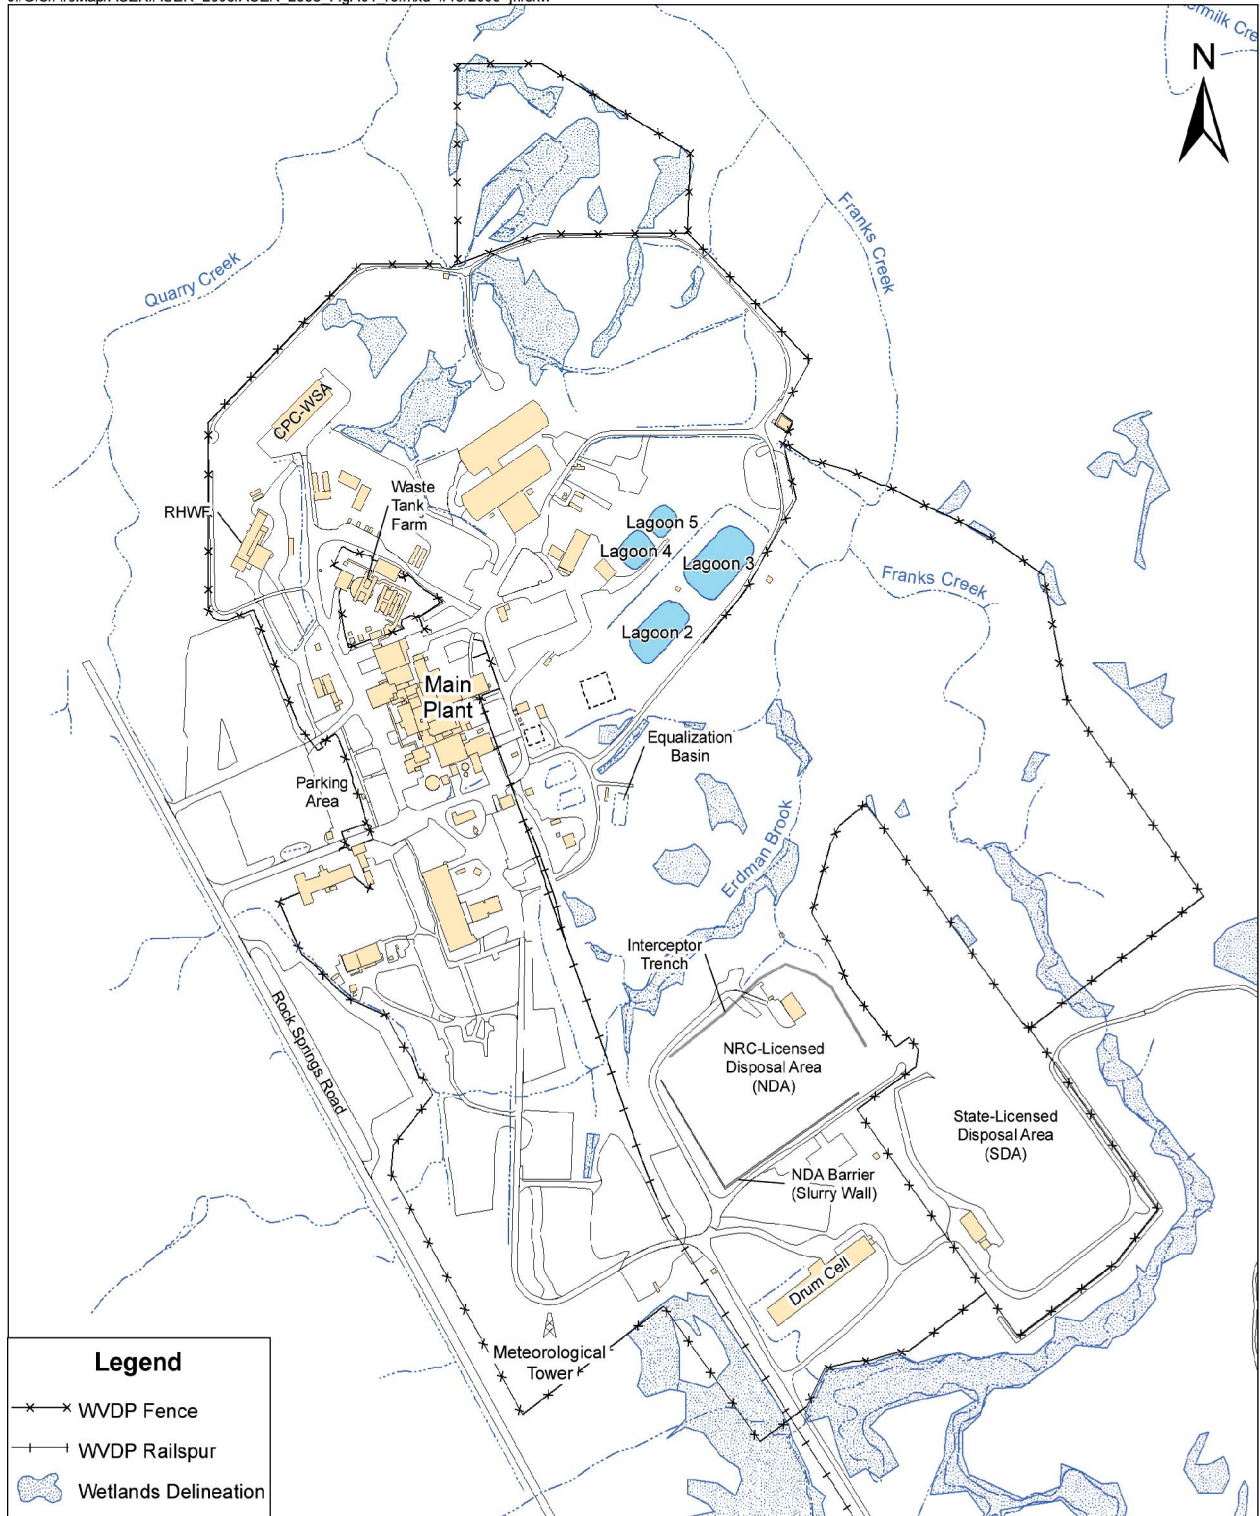 N
Franks Creek
Quarry Creek
CPC-WSA
Waste
Tank
Farm
RHWF
Lagoon 5
Lagoon 4
Lagoon 3
Franks Creek
Lagoon 2
Main
Plant
Equalization
Basin
Parking
Area
Erdman Brook
Interceptor
Trench
Rock Springs Road
NRC-Licensed
Disposal Area
(NDA)
State-Licensed
Disposal Area
(SDA)
NDA Barrier
(Slurry Wall)
Drum Cell
Meteorological
Tower
Legend
WVDP Fence
WVDP Railspur
Wetlands Delineation